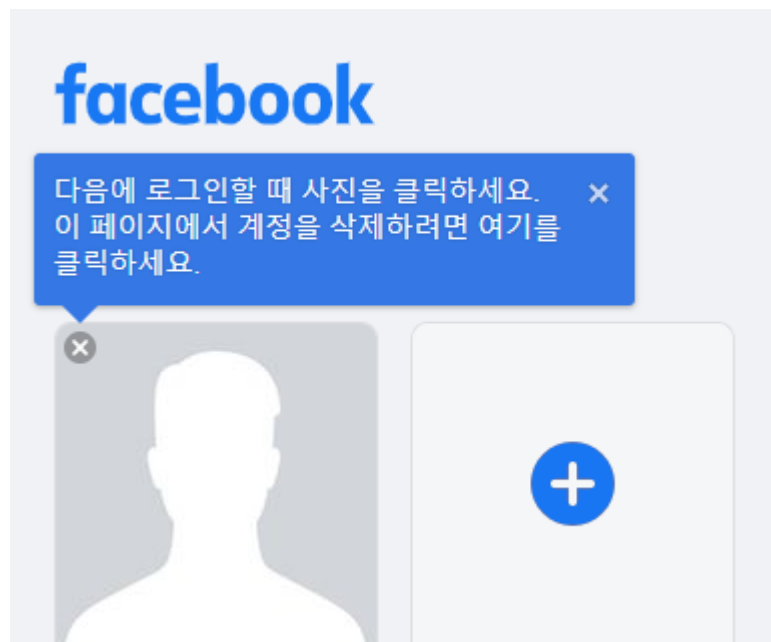 facebook
다음에 로그인할 때 사진을 클릭하세요.
이 페이지에서 계정을 삭제하려면 여기를
클릭하세요.